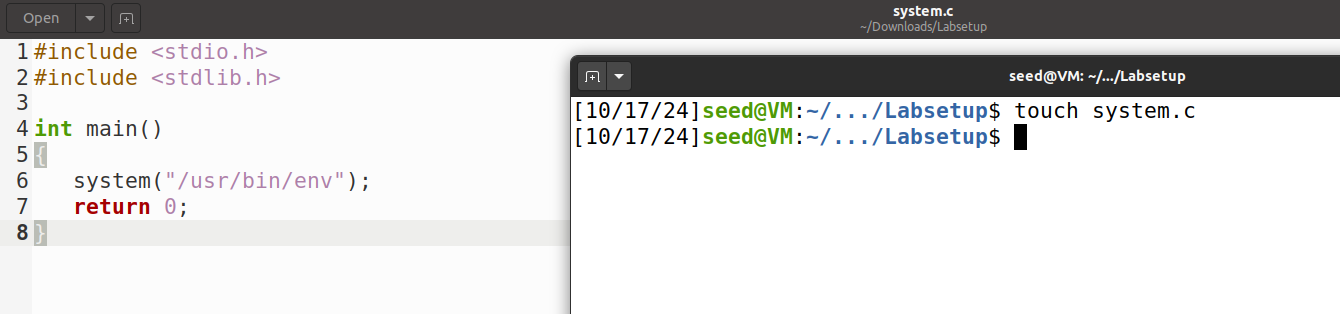 Open
system.c
~/Downloads/Labsetup
1 #include <stdio.h>
2 #include <stdlib.h>
3
4 int main()
5 {
6    system("/usr/bin/env");
7    return 0;
8 }
seed@VM: ~/.../Labsetup
[10/17/24]seed@VM:~/.../Labsetup$ touch system.c
[10/17/24]seed@VM:~/.../Labsetup$